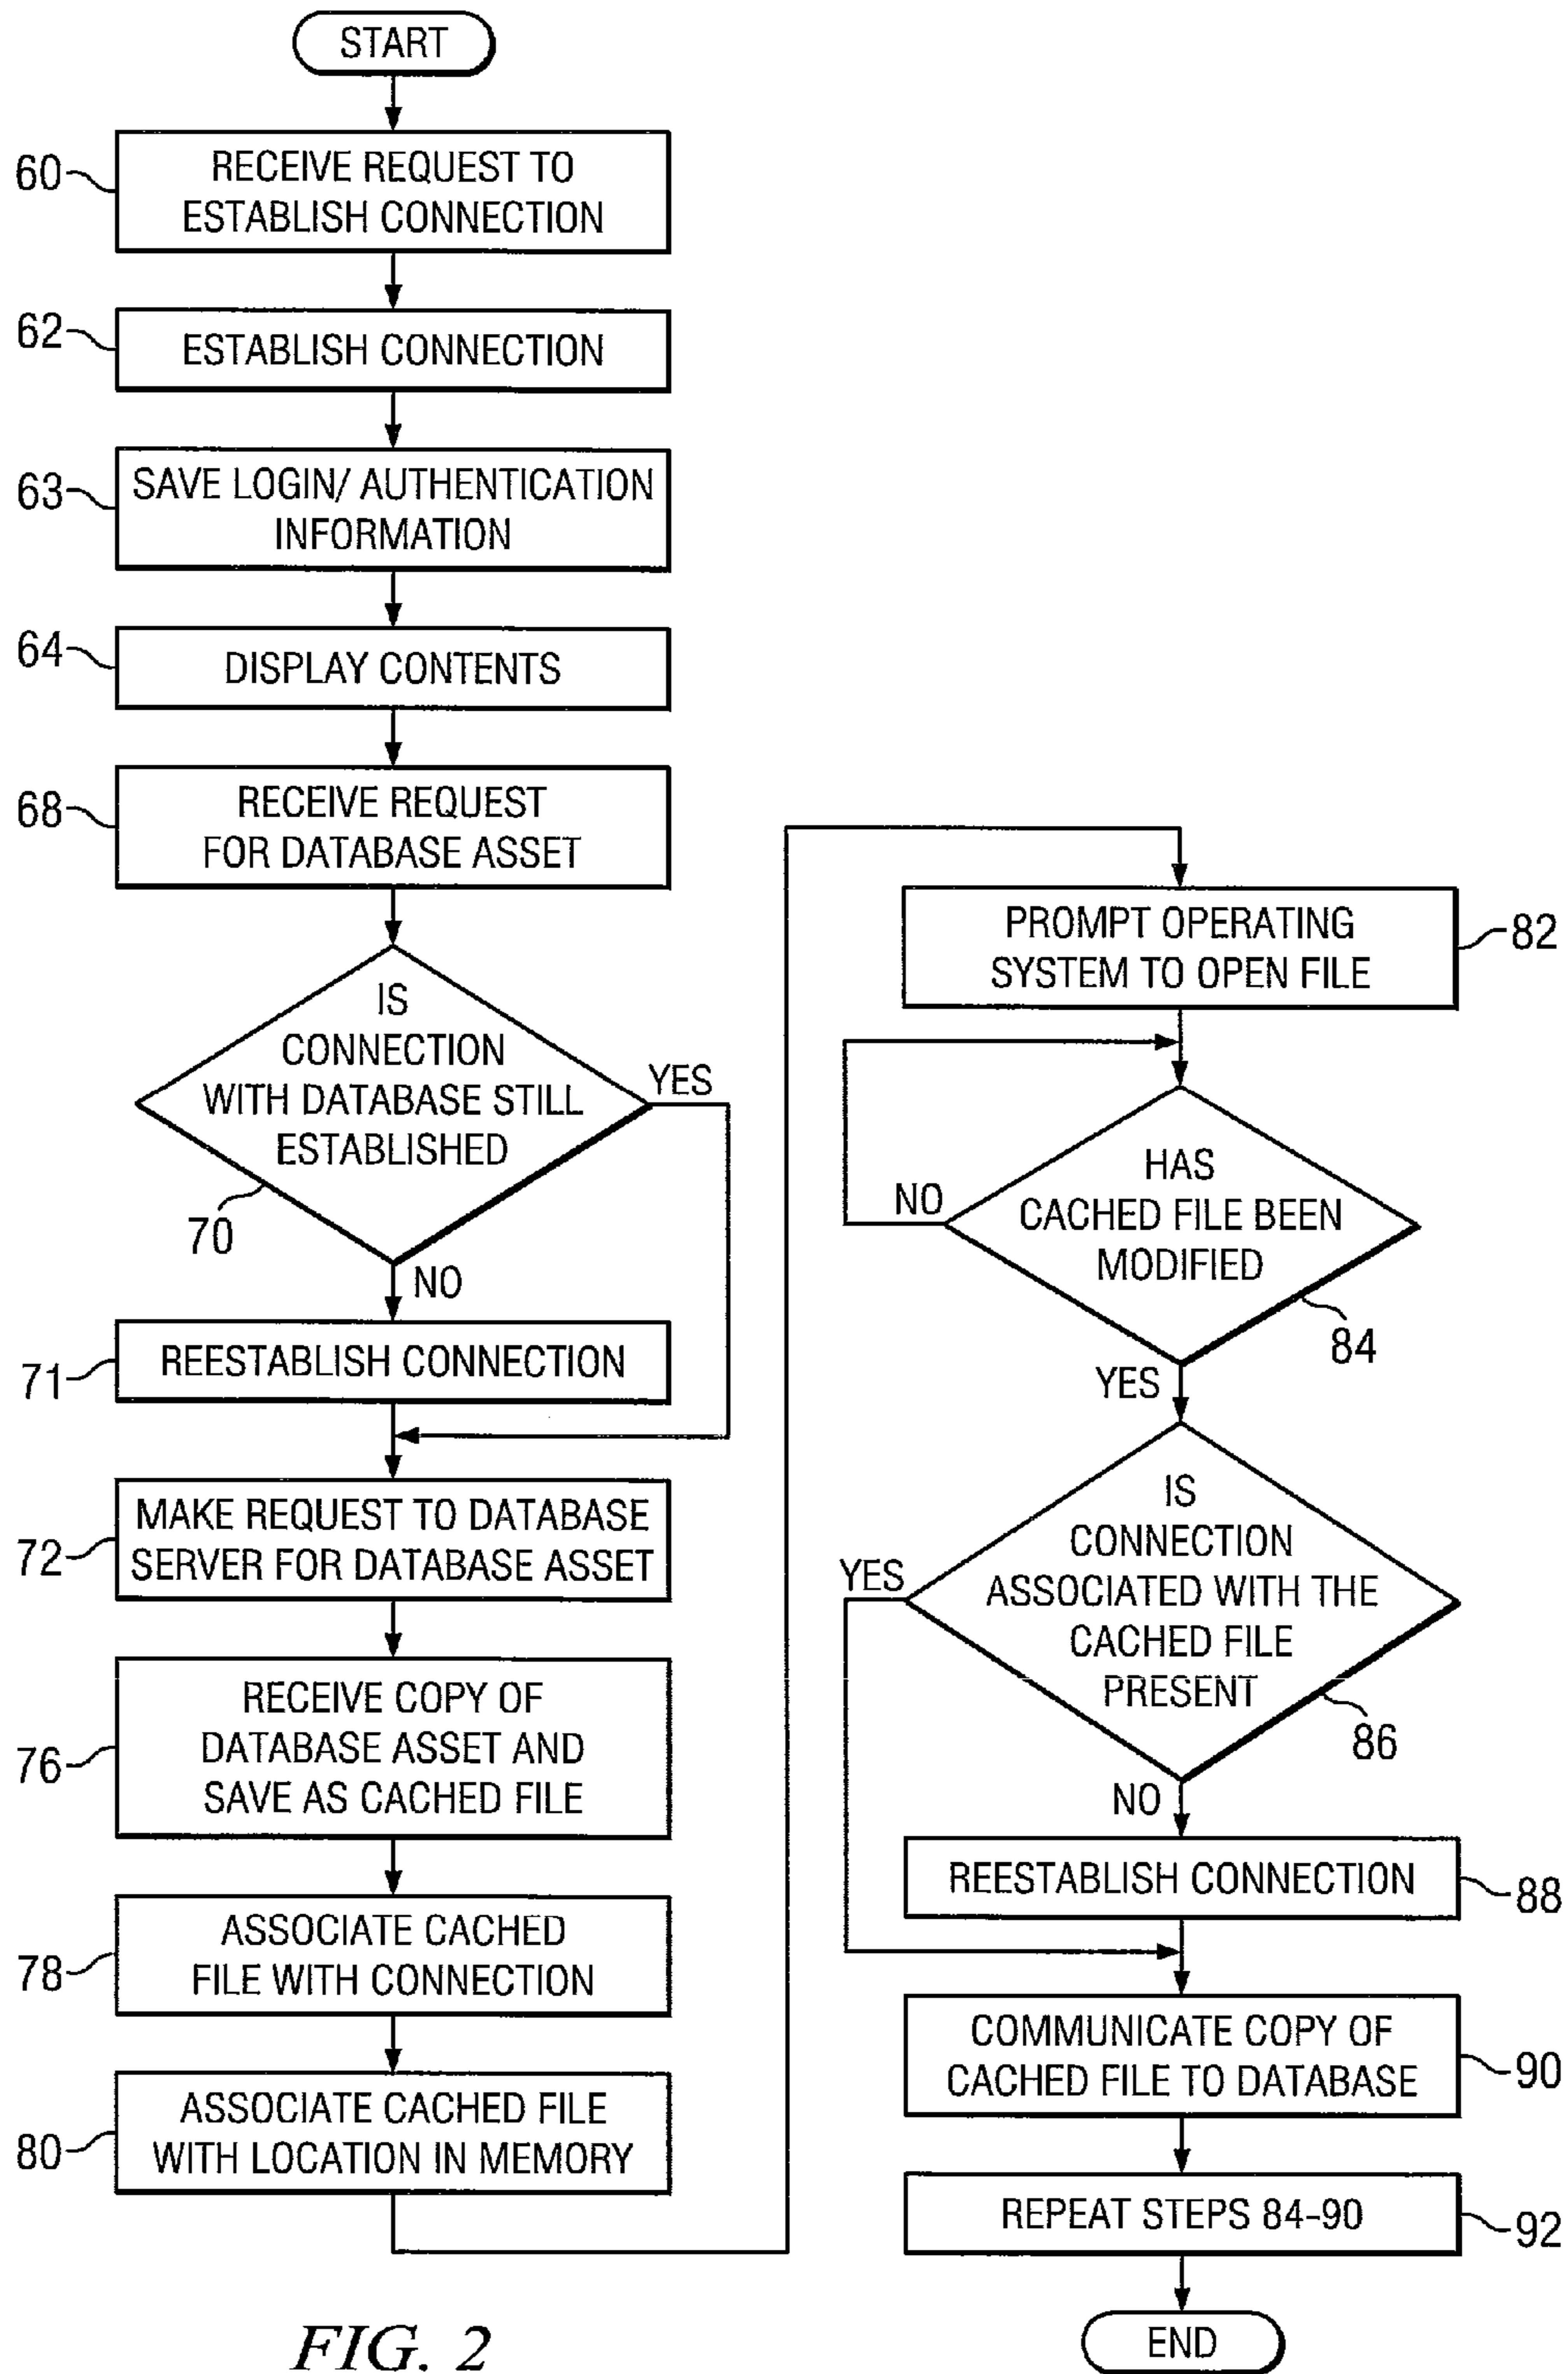 START
60
RECEIVE REQUEST TO
ESTABLISH CONNECTION
62
ESTABLISH CONNECTION
63
SAVE LOGIN/ AUTHENTICATION
INFORMATION
64
DISPLAY CONTENTS
68
RECEIVE REQUEST
FOR DATABASE ASSET
IS
CONNECTION
WITH DATABASE STILL
ESTABLISHED
YES
70
NO
71
REESTABLISH CONNECTION
72
MAKE REQUEST TO DATABASE
SERVER FOR DATABASE ASSET
76
RECEIVE COPY OF
DATABASE ASSET AND
SAVE AS CACHED FILE
78
ASSOCIATE CACHED
FILE WITH CONNECTION
80
ASSOCIATE CACHED FILE
WITH LOCATION IN MEMORY
PROMPT OPERATING
SYSTEM TO OPEN FILE
82
HAS
CACHED FILE BEEN
MODIFIED
NO
84
YES
IS
CONNECTION
ASSOCIATED WITH THE
CACHED FILE
PRESENT
YES
86
NO
REESTABLISH CONNECTION
88
COMMUNICATE COPY OF
CACHED FILE TO DATABASE
90
REPEAT STEPS 84-90
92
END
FIG. 2